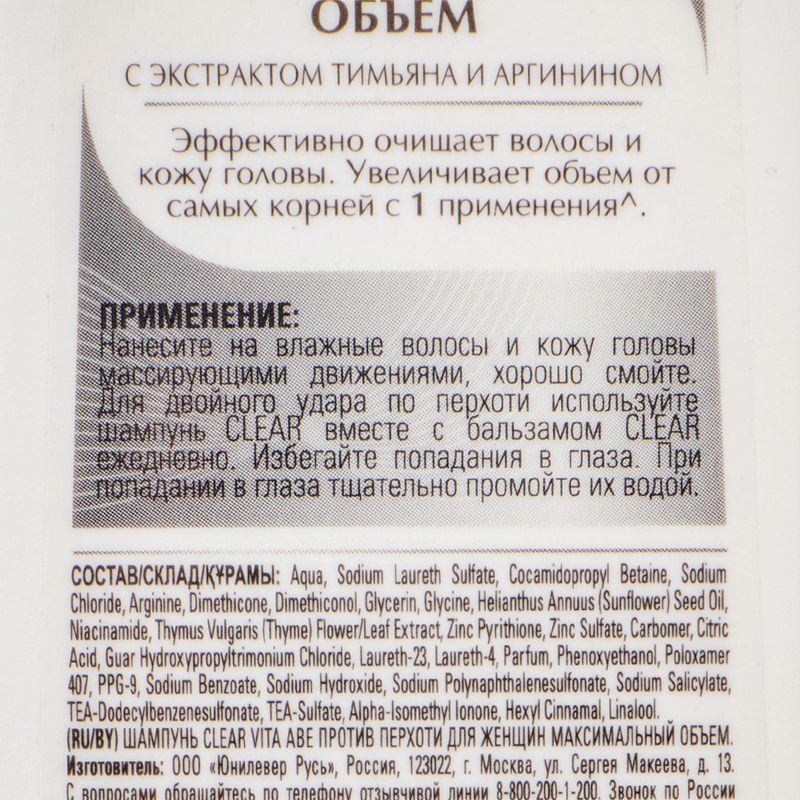 ОБЪЕМ
С ЭКСТРАКТОМ ТИМЬЯНА И АРГИНИНОМ
Эффективно очищает волосы и
кожу головы. Увеличивает объем от
самых корней с 1 применения^.
ПРИМЕНЕНИЕ:
Нанесите на влажные волосы и кожу головы
массирующими движениями, хорошо смойте.
Для двойного удара по перхоти используйте
шампунь CLEAR вместе с бальзамом CLEAR
ежедневно. Избегайте попадания в глаза. При
попадании в глаза тщательно промойте их водой.
СОСТАВ/СКЛАД/ҚҰРАМЫ: Aqua, Sodium Laureth Sulfate, Cocamidopropyl Betaine, Sodium
Chloride, Arginine, Dimethicone, Dimethiconol, Glycerin, Glycine, Helianthus Annuus (Sunflower) Seed Oil,
Niacinamide, Thymus Vulgaris (Thyme) Flower/Leaf Extract, Zinc Pyrithione, Zinc Sulfate, Carbomer, Citric
Acid, Guar Hydroxypropyltrimonium Chloride, Laureth-23, Laureth-4, Parfum, Phenoxyethanol, Poloxamer
407, PPG-9, Sodium Benzoate, Sodium Hydroxide, Sodium Polynaphthalenesulfonate, Sodium Salicylate,
TEA-Dodecylbenzenesulfonate, TEA-Sulfate, Alpha-Isomethyl Ionone, Hexyl Cinnamal, Linalool.
(RU/BY) ШАМПУНЬ CLEAR VITA ABE ПРОТИВ ПЕРХОТИ ДЛЯ ЖЕНЩИН МАКСИМАЛЬНЫЙ ОБЪЕМ.
Изготовитель: ООО «Юнилевер Русь», Россия, 123022, г. Москва, ул. Сергея Макеева, д. 13.
С вопросами обращайтесь по телефону отзывчивой линии 8-800-200-1-200. Звонок по России